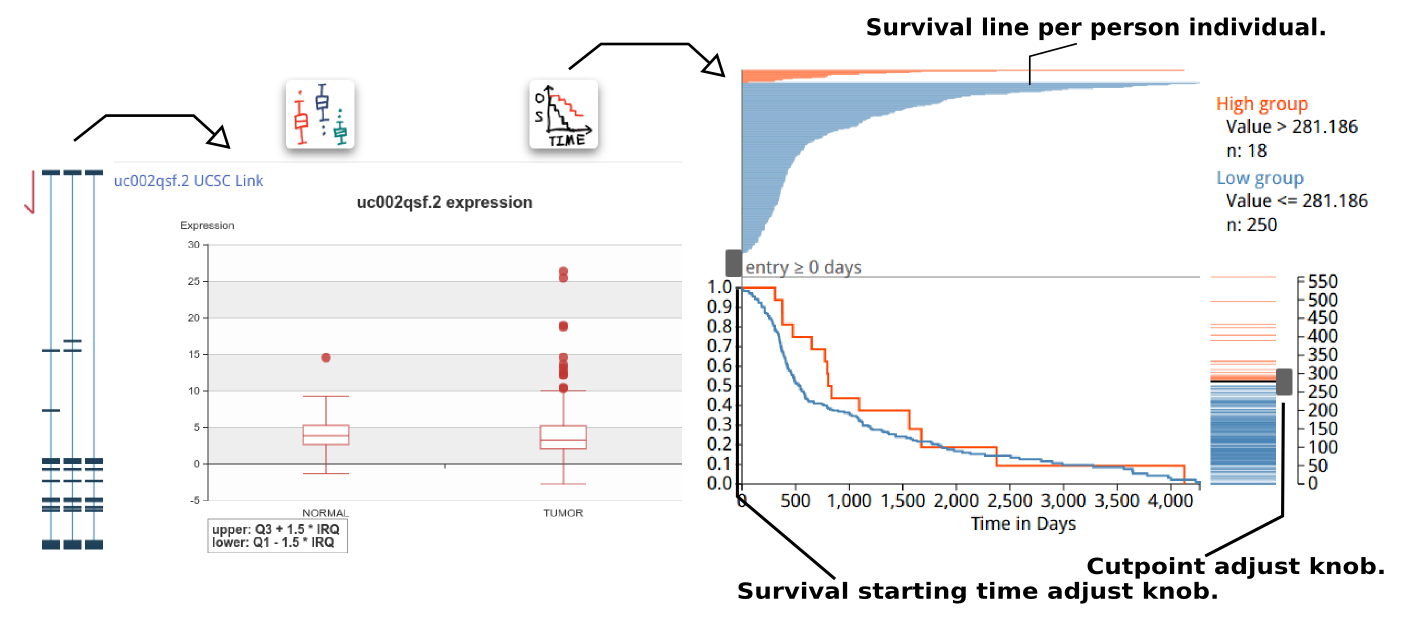 Survival line per person individual.
O
S
TIME
High group
Value > 281.186
n: 18
Low group
Value <= 281.186
n: 250
uc002qsf.2 UCSC Link
uc002qsf.2 expression
Expression
30
25
20
15
10
5
0
-5
NORMAL
TUMOR
upper: Q3 + 1.5 * IRQ
lower: Q1 - 1.5 * IRQ
entry ≥ 0 days
1.0
0.9
0.8
0.7
0.6
0.5
0.4
0.3
0.2
0.1
0.0
0 500 1,000 1,500 2,000 2,500 3,000 3,500 4,000
Time in Days
550
500
450
400
350
300
250
200
150
100
50
0
Cutpoint adjust knob.
Survival starting time adjust knob.